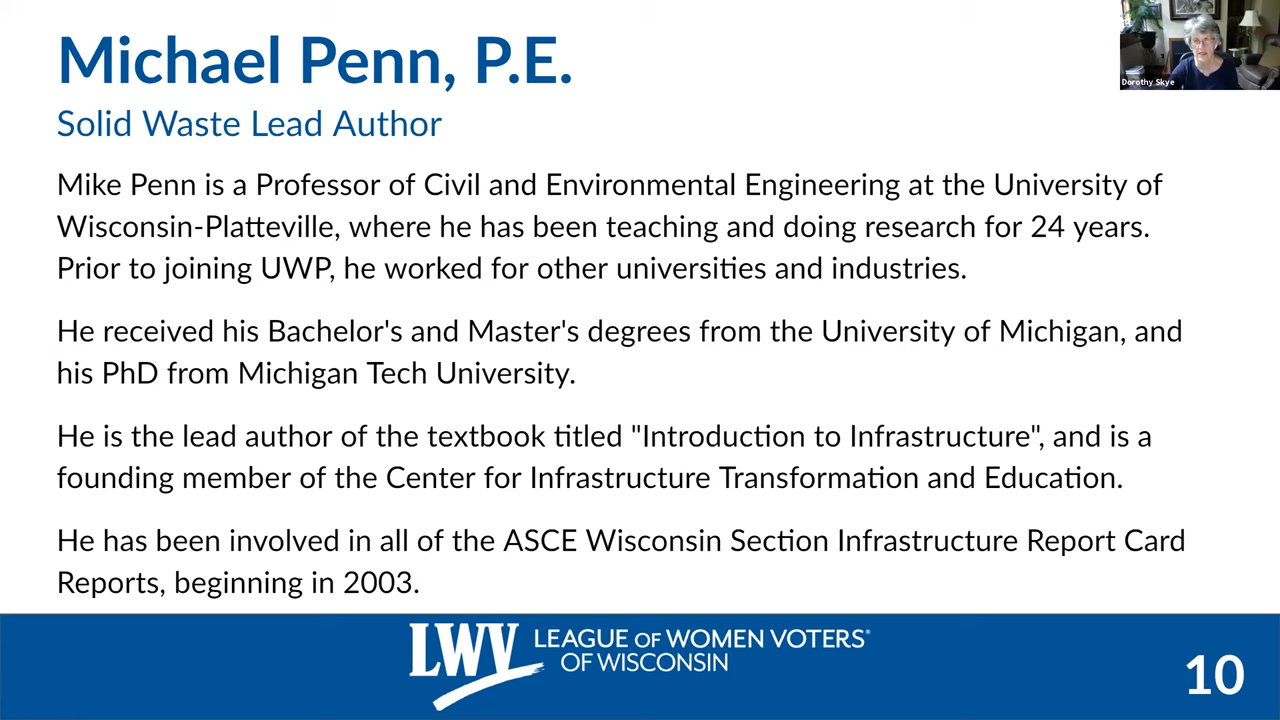 Michael Penn, P.E.
Dorothy Skye
Solid Waste Lead Author
Mike Penn is a Professor of Civil and Environmental Engineering at the University of
Wisconsin-Platteville, where he has been teaching and doing research for 24 years.
Prior to joining UWP, he worked for other universities and industries.
He received his Bachelor's and Master's degrees from the University of Michigan, and
his PhD from Michigan Tech University.
He is the lead author of the textbook titled "Introduction to Infrastructure", and is a
founding member of the Center for Infrastructure Transformation and Education.
He has been involved in all of the ASCE Wisconsin Section Infrastructure Report Card
Reports, beginning in 2003.
LWV LEAGUE OF WOMEN VOTERS®
OF WISCONSIN
10